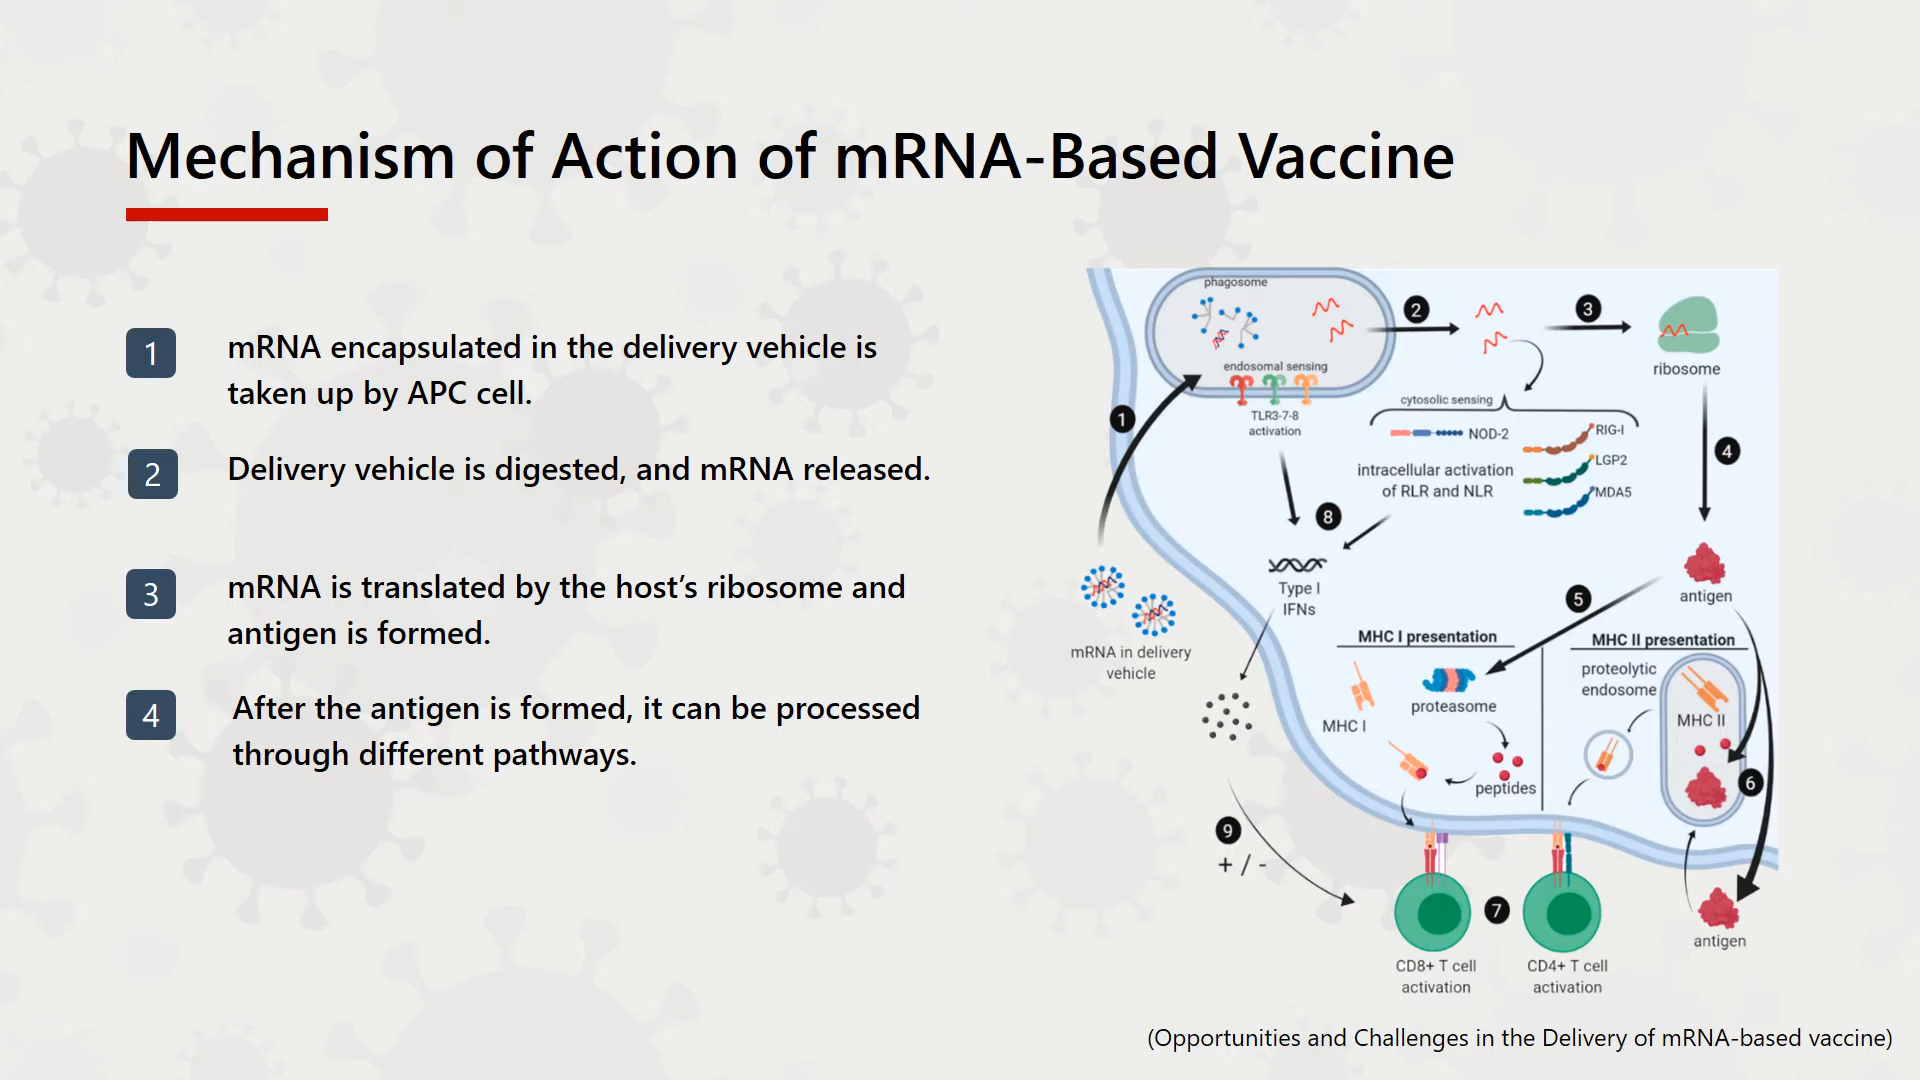 Mechanism of Action of mRNA-Based Vaccine
1
mRNA encapsulated in the delivery vehicle is
taken up by APC cell.
2
Delivery vehicle is digested, and mRNA released.
3
mRNA is translated by the host’s ribosome and
antigen is formed.
4
After the antigen is formed, it can be processed
through different pathways.
phagosome
2
3
endosomal sensing
ribosome
1
TLR3-7-8
activation
cytosolic sensing
NOD-2
RIG-I
LGP2
MDA5
intracellular activation
of RLR and NLR
4
8
Type I
IFNs
antigen
5
mRNA in delivery
vehicle
MHC I presentation
MHC I
proteasome
peptides
MHC II presentation
proteolytic
endosome
MHC II
6
9
+ / -
7
CD8+ T cell
activation
CD4+ T cell
activation
antigen
(Opportunities and Challenges in the Delivery of mRNA-based vaccine)